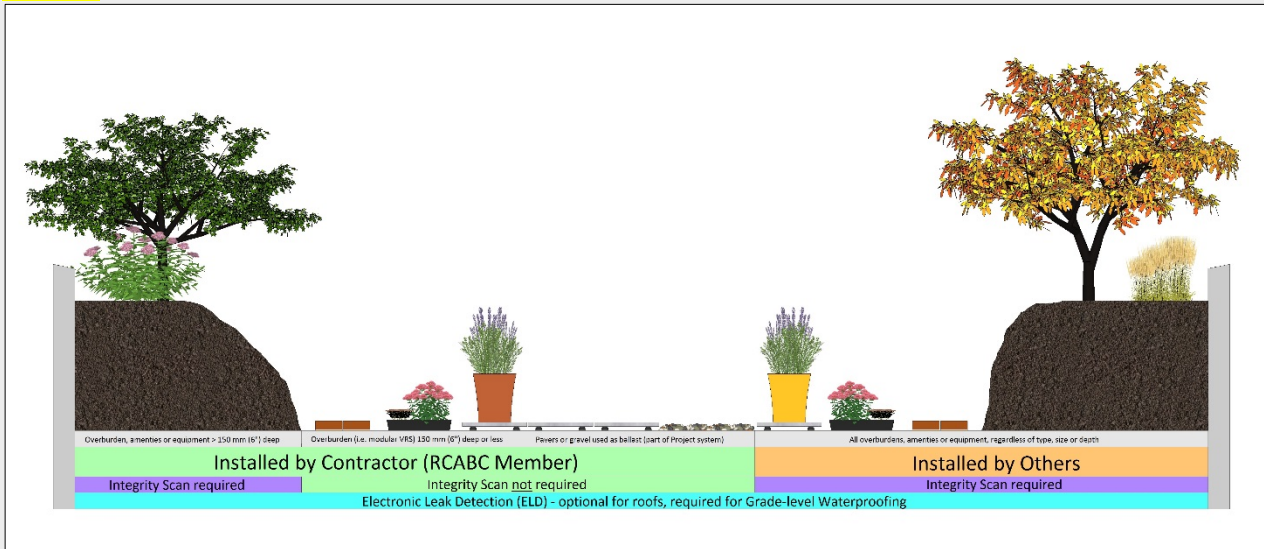 Overburden, amenities or equipment > 150 mm (6") deep
Overburden (i.e. modular VRS) 150 mm (6") deep or less
Pavers or gravel used as ballast (part of Project system)
All overburdens, amenities or equipment, regardless of type, size or depth
Installed by Contractor (RCABC Member)
Installed by Others
Integrity Scan required
Integrity Scan not required
Integrity Scan required
Electronic Leak Detection (ELD) - optional for roofs, required for Grade-level Waterproofing